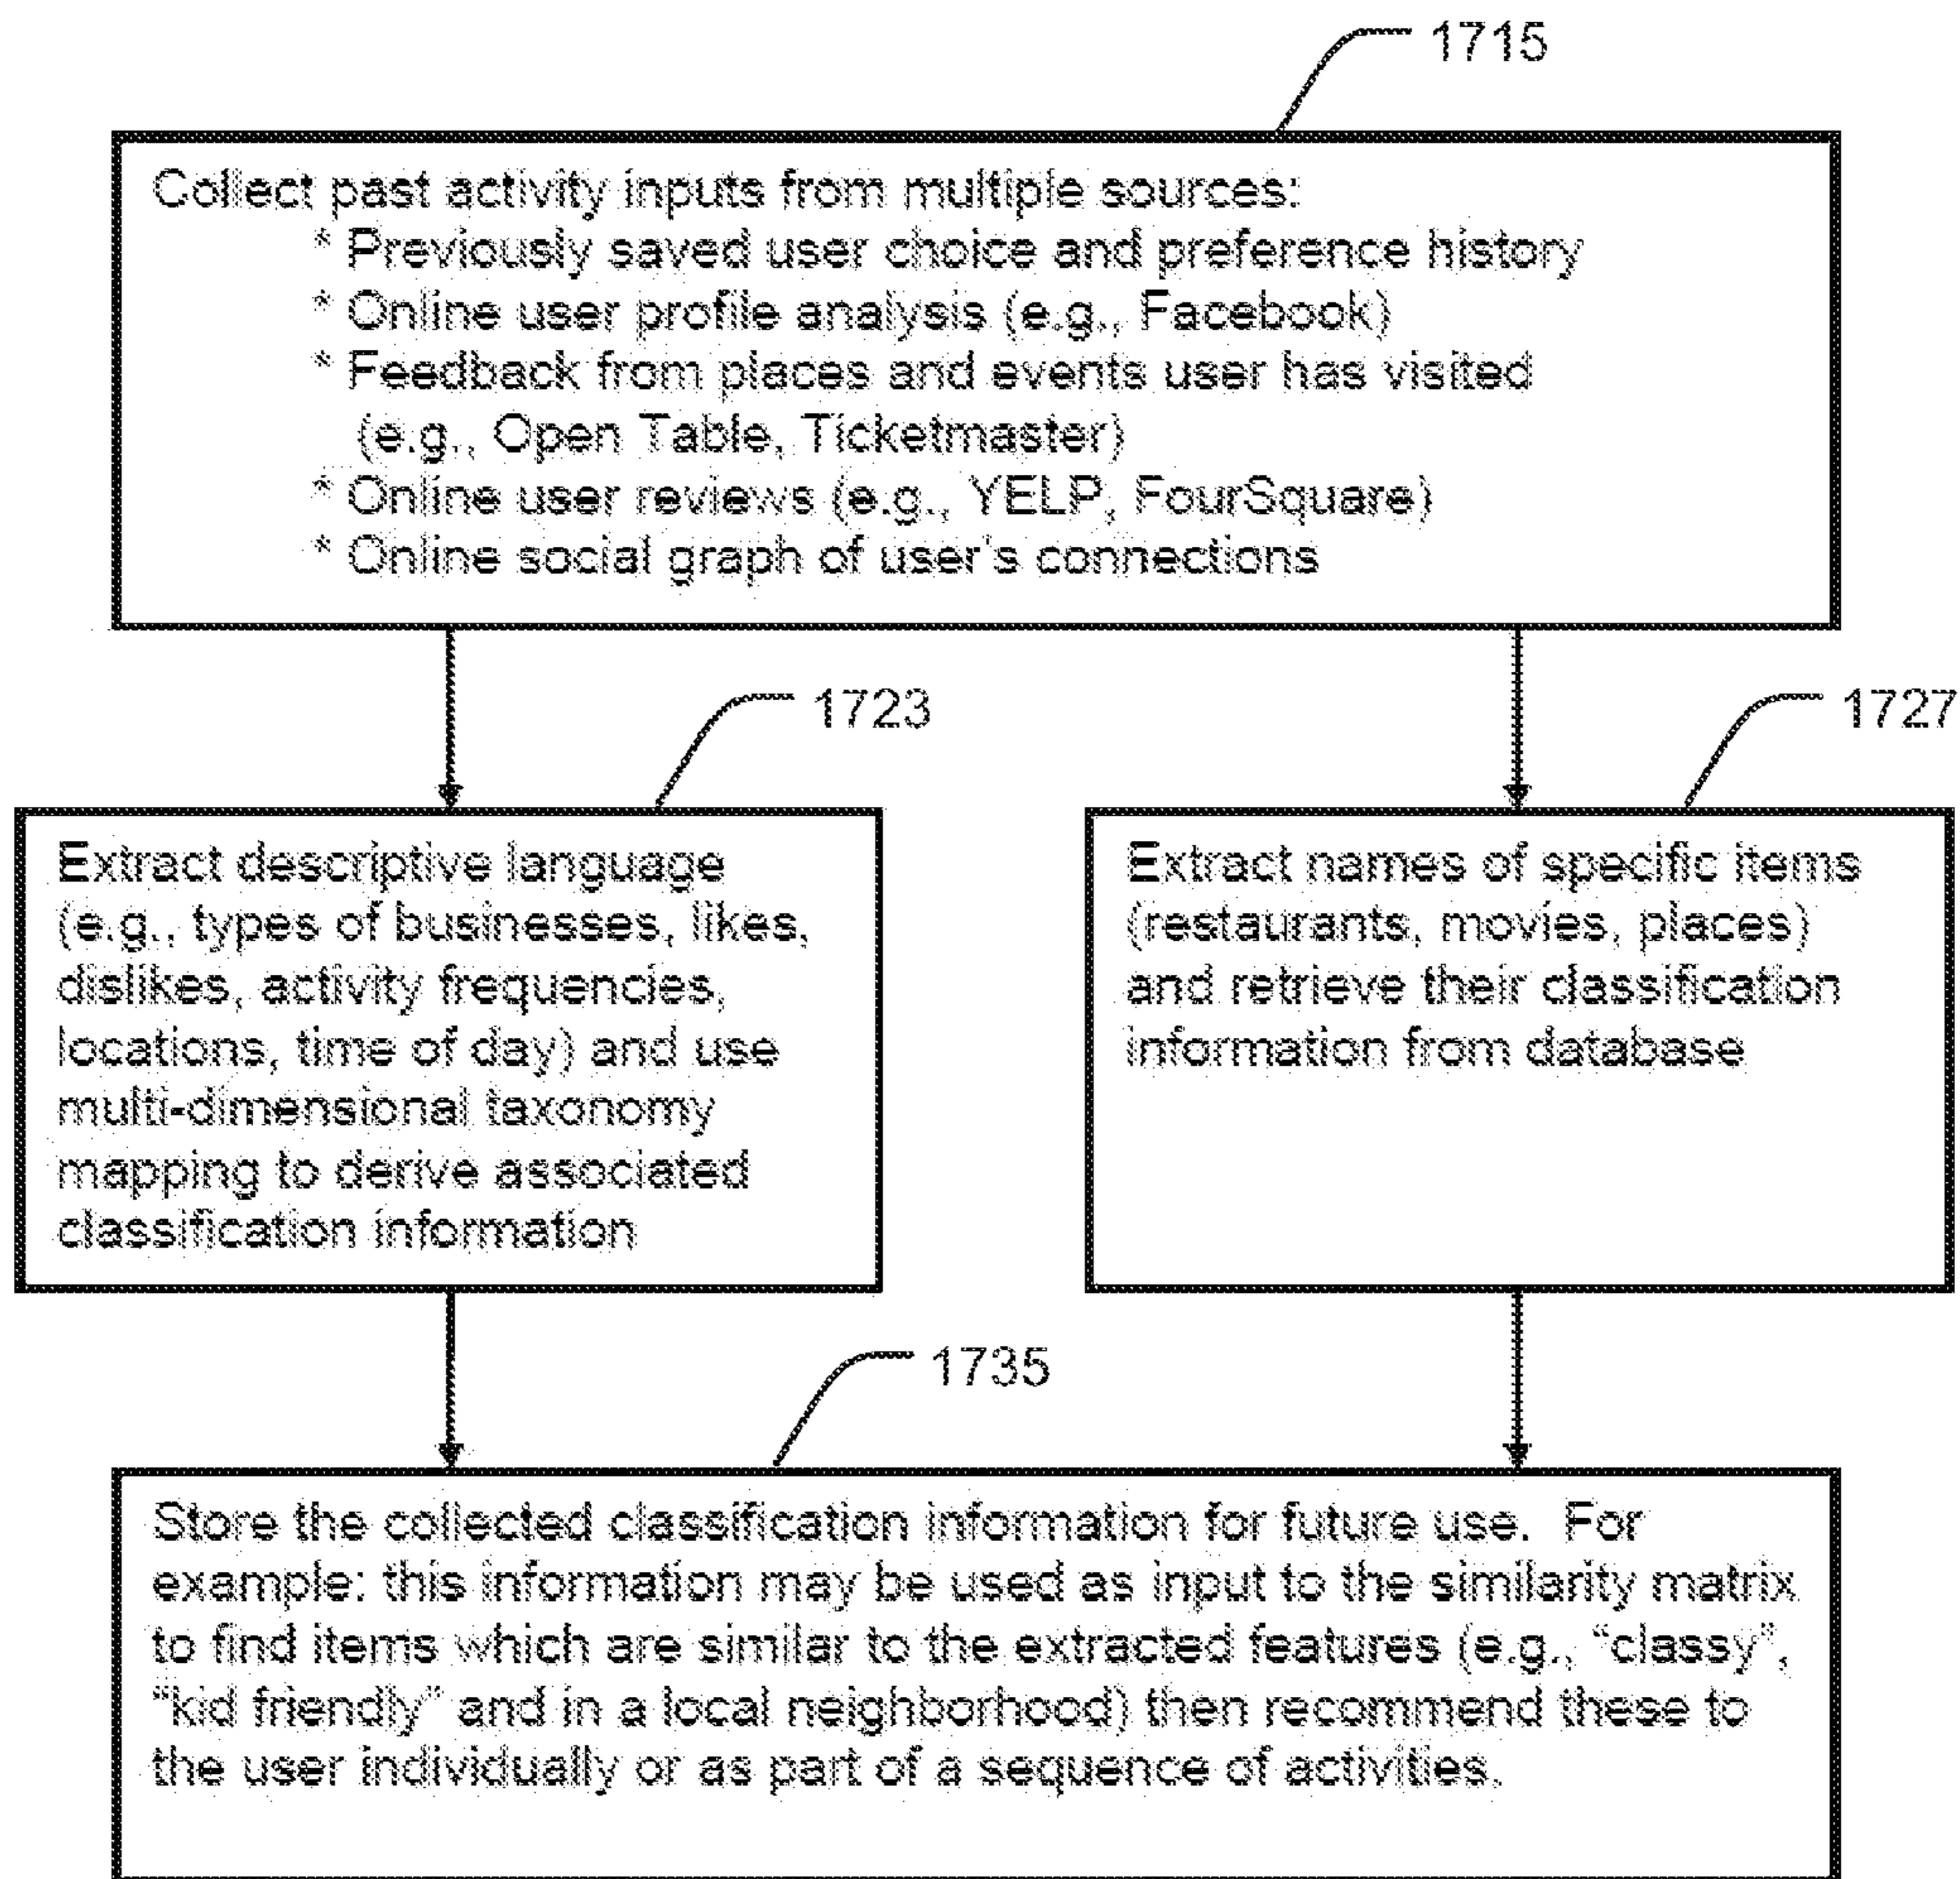 1715
Collect past activity inputs from multiple sources:
* Previously saved user choice and preference history
* Online user profile analysis (e.g., Facebook)
* Feedback from places and events user has visited
(e.g., Open Table, Ticketmaster)
* Online user reviews (e.g., YELP, FourSquare)
* Online social graph of user's connections
1723
Extract descriptive language
(e.g., types of businesses, likes,
dislikes, activity frequencies,
locations, time of day) and use
multi-dimensional taxonomy
mapping to derive associated
classification information
1727
Extract names of specific items
(restaurants, movies, places)
and retrieve their classification
information from database
1735
Store the collected classification information for future use.  For
example: this information may be used as input to the similarity matrix
to find items which are similar to the extracted features (e.g., “classy”,
“kid friendly” and in a local neighborhood) then recommend these to
the user individually or as part of a sequence of activities.